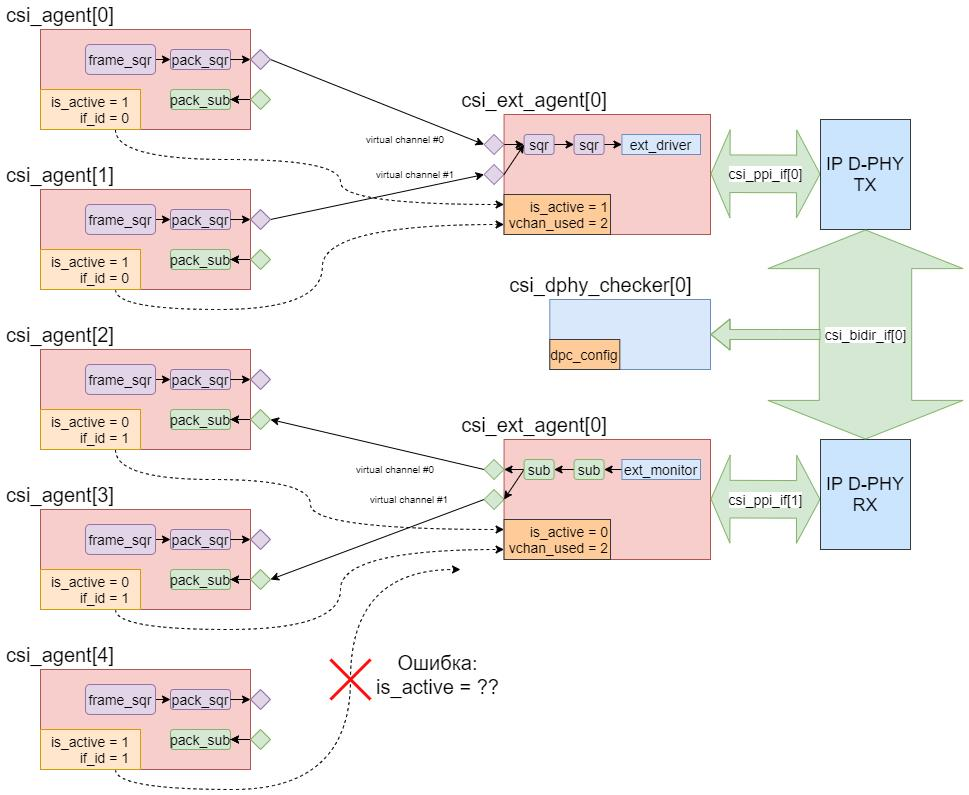 csi_agent[0]
frame_sqr
pack_sqr
pack_sub
is_active = 1
if_id = 0
csi_agent[1]
frame_sqr
pack_sqr
pack_sub
is_active = 1
if_id = 0
csi_agent[2]
frame_sqr
pack_sqr
pack_sub
is_active = 0
if_id = 1
csi_agent[3]
frame_sqr
pack_sqr
pack_sub
is_active = 0
if_id = 1
csi_agent[4]
frame_sqr
pack_sqr
pack_sub
is_active = 1
if_id = 1
virtual channel #0
virtual channel #1
csi_ext_agent[0]
sqr
sqr
ext_driver
is_active = 1
vchan_used = 2
csi_ppi_if[0]
IP D-PHY
TX
csi_dphy_checker[0]
dpc_config
csi_bidir_if[0]
virtual channel #0
virtual channel #1
csi_ext_agent[0]
sub
sub
ext_monitor
is_active = 0
vchan_used = 2
csi_ppi_if[1]
IP D-PHY
RX
Ошибка:
is_active = ??